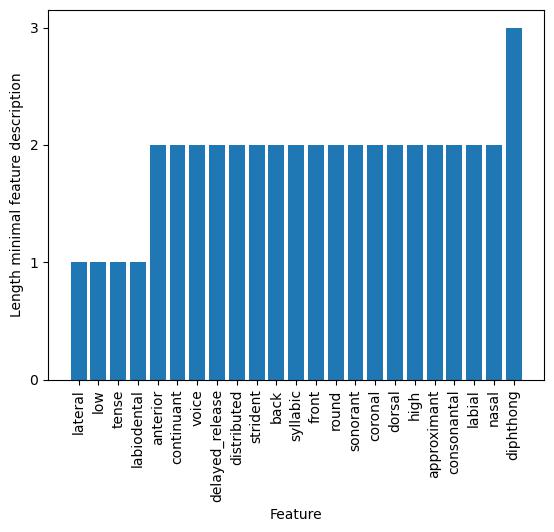 Length minimal feature description
3
2
1
0
lateral
low
tense
labiodental
anterior
continuant
voice
delayed_release
distributed
strident
back
syllabic
front
round
sonorant
coronal
dorsal
high
approximant
consonantal
labial
nasal
diphthong
Feature